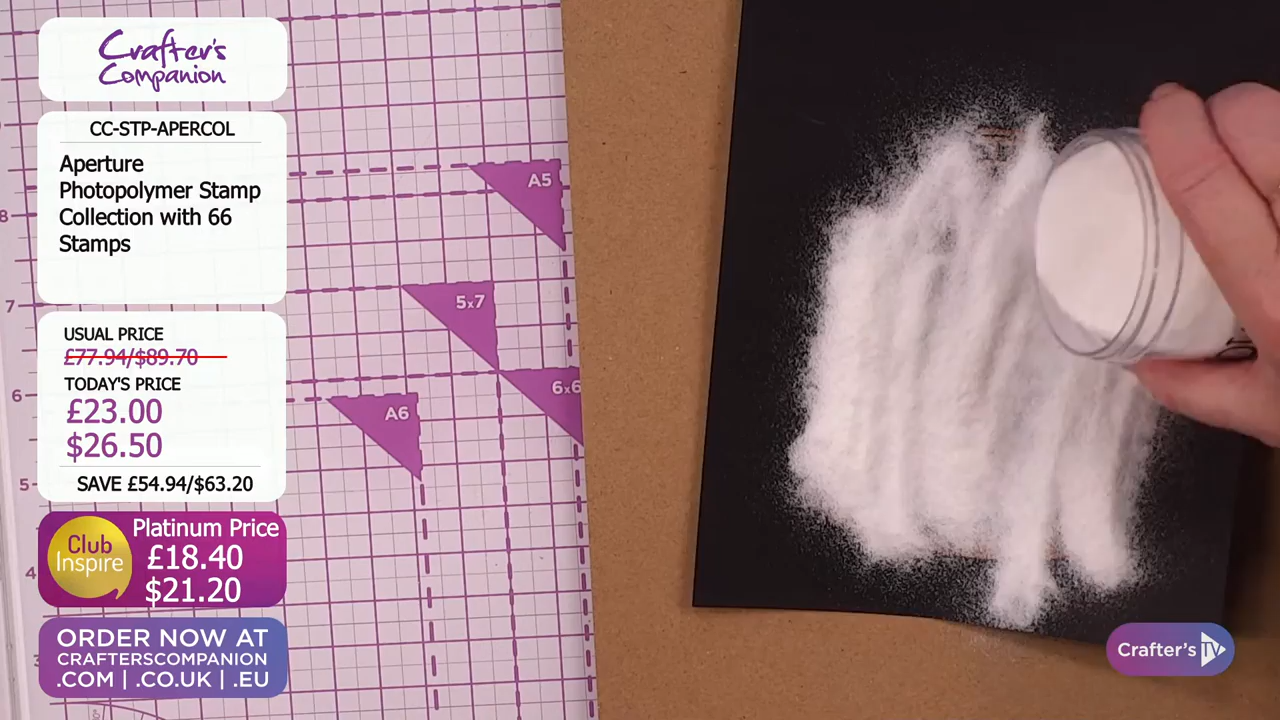 Crafter's
Companion
CC-STP-APERCOL
Aperture
Photopolymer Stamp
Collection with 66
Stamps
USUAL PRICE
£77.94/$89.70
TODAY'S PRICE
£23.00
$26.50
SAVE £54.94/$63.20
Club
Inspire
Platinum Price
£18.40
$21.20
ORDER NOW AT
CRAFTERSCOMPANION
.COM | .CO.UK | .EU
A5
8
5x7
7
6x6
A6
6
5
4
Crafter's TV